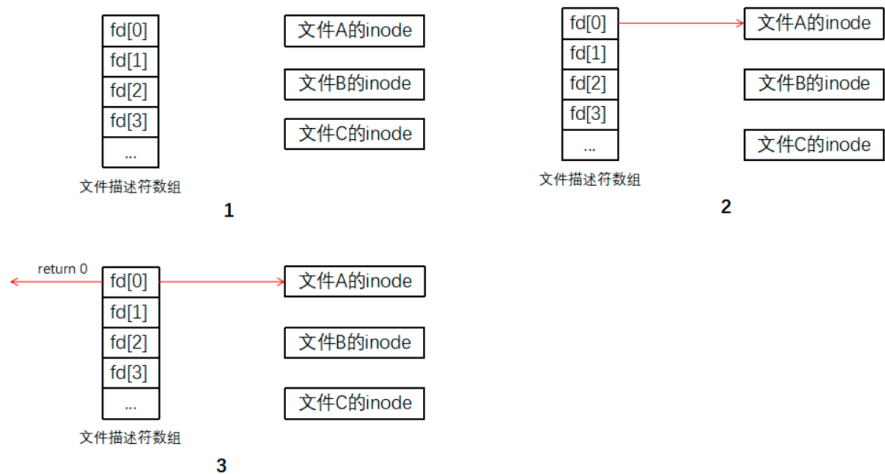 fd[0]
fd[1]
fd[2]
fd[3]
...
文件描述符数组
文件A的inode
文件B的inode
文件C的inode
1
fd[0]
fd[1]
fd[2]
fd[3]
...
文件描述符数组
文件A的inode
文件B的inode
文件C的inode
2
return 0
fd[0]
fd[1]
fd[2]
fd[3]
...
文件描述符数组
文件A的inode
文件B的inode
文件C的inode
3